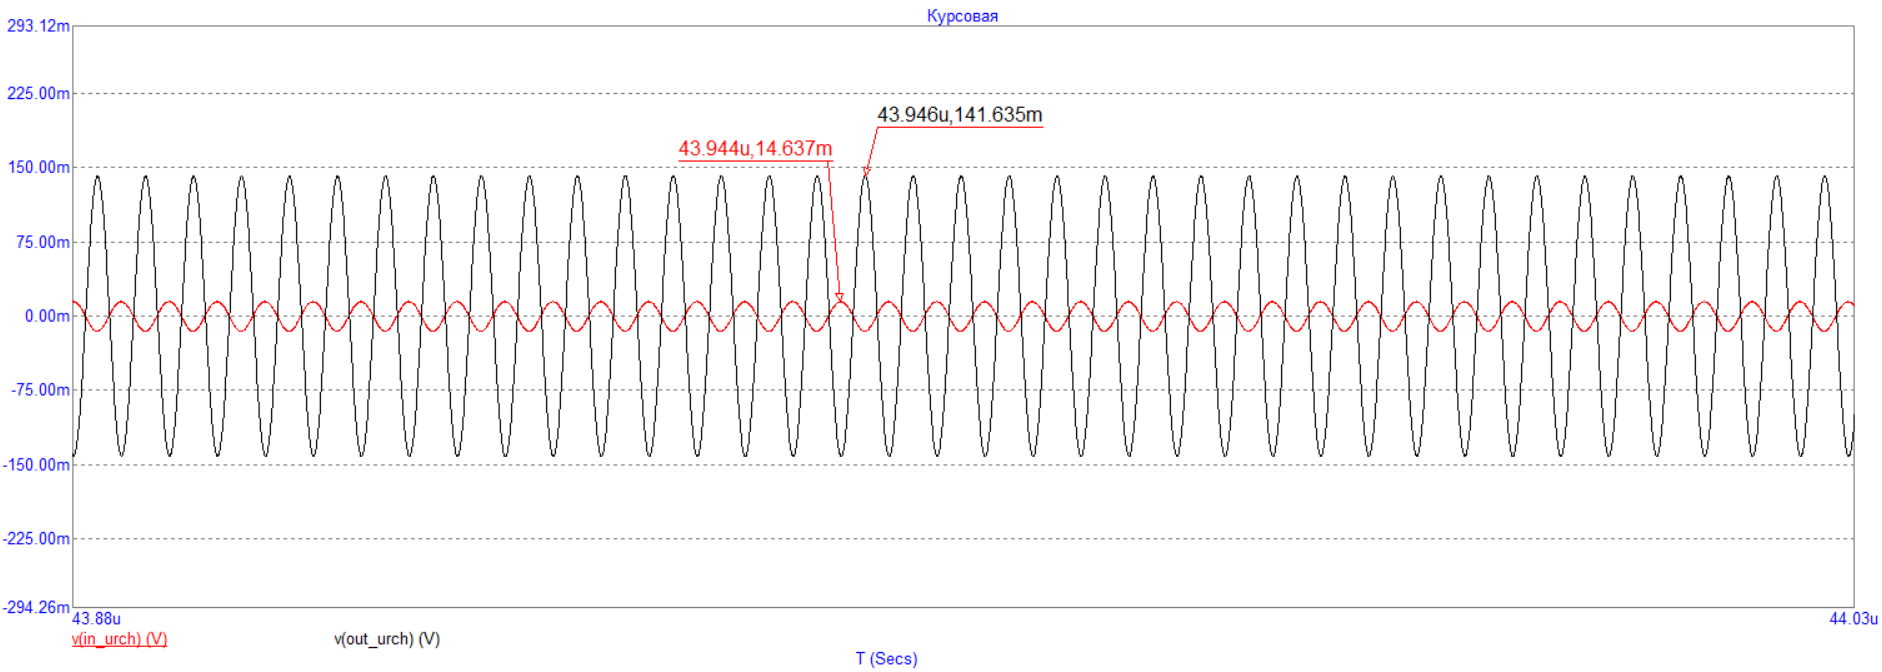 Курсовая
293.12m
225.00m
43.946u,141.635m
43.944u,14.637m
150.00m
75.00m
0.00m
-75.00m
-150.00m
-225.00m
-294.26m
43.88u
44.03u
v(in_urch) (V)
v(out_urch) (V)
T (Secs)